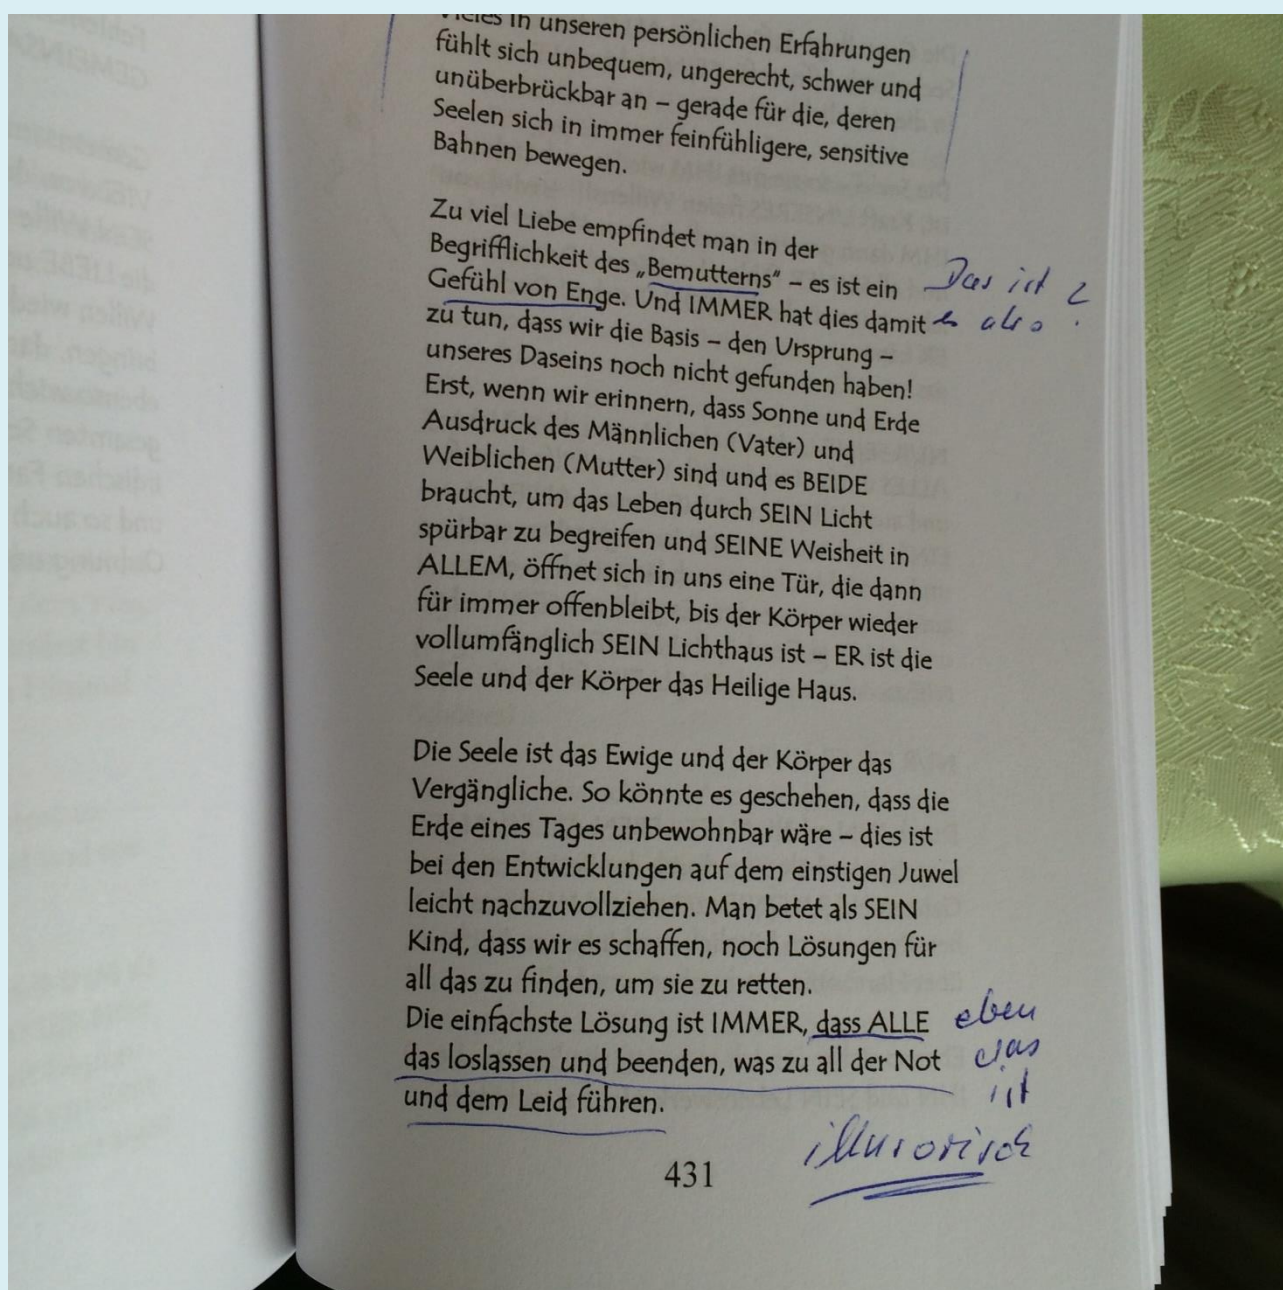 Vieles in unseren persönlichen Erfahrungen
fühlt sich unbequem, ungerecht, schwer und
unüberbrückbar an – gerade für die, deren
Seelen sich in immer feinfühligere, sensitive
Bahnen bewegen.
Zu viel Liebe empfindet man in der
Begrifflichkeit des „Bemutterns“ – es ist ein
Gefühl von Enge. Und IMMER hat dies damit
zu tun, dass wir die Basis – den Ursprung –
unseres Daseins noch nicht gefunden haben!
Erst, wenn wir erinnern, dass Sonne und Erde
Ausdruck des Männlichen (Vater) und
Weiblichen (Mutter) sind und es BEIDE
braucht, um das Leben durch SEIN Licht
spürbar zu begreifen und SEINE Weisheit in
ALLEM, öffnet sich in uns eine Tür, die dann
für immer offenbleibt, bis der Körper wieder
vollumfänglich SEIN Lichthaus ist – ER ist die
Seele und der Körper das Heilige Haus.
Die Seele ist das Ewige und der Körper das
Vergängliche. So könnte es geschehen, dass die
Erde eines Tages unbewohnbar wäre – dies ist
bei den Entwicklungen auf dem einstigen Juwel
leicht nachzuvollziehen. Man betet als SEIN
Kind, dass wir es schaffen, noch Lösungen für
all das zu finden, um sie zu retten.
Die einfachste Lösung ist IMMER, dass ALLE
das loslassen und beenden, was zu all der Not
und dem Leid führen.
431
Das ist
es also ?
eben
das
ist
illusorisch